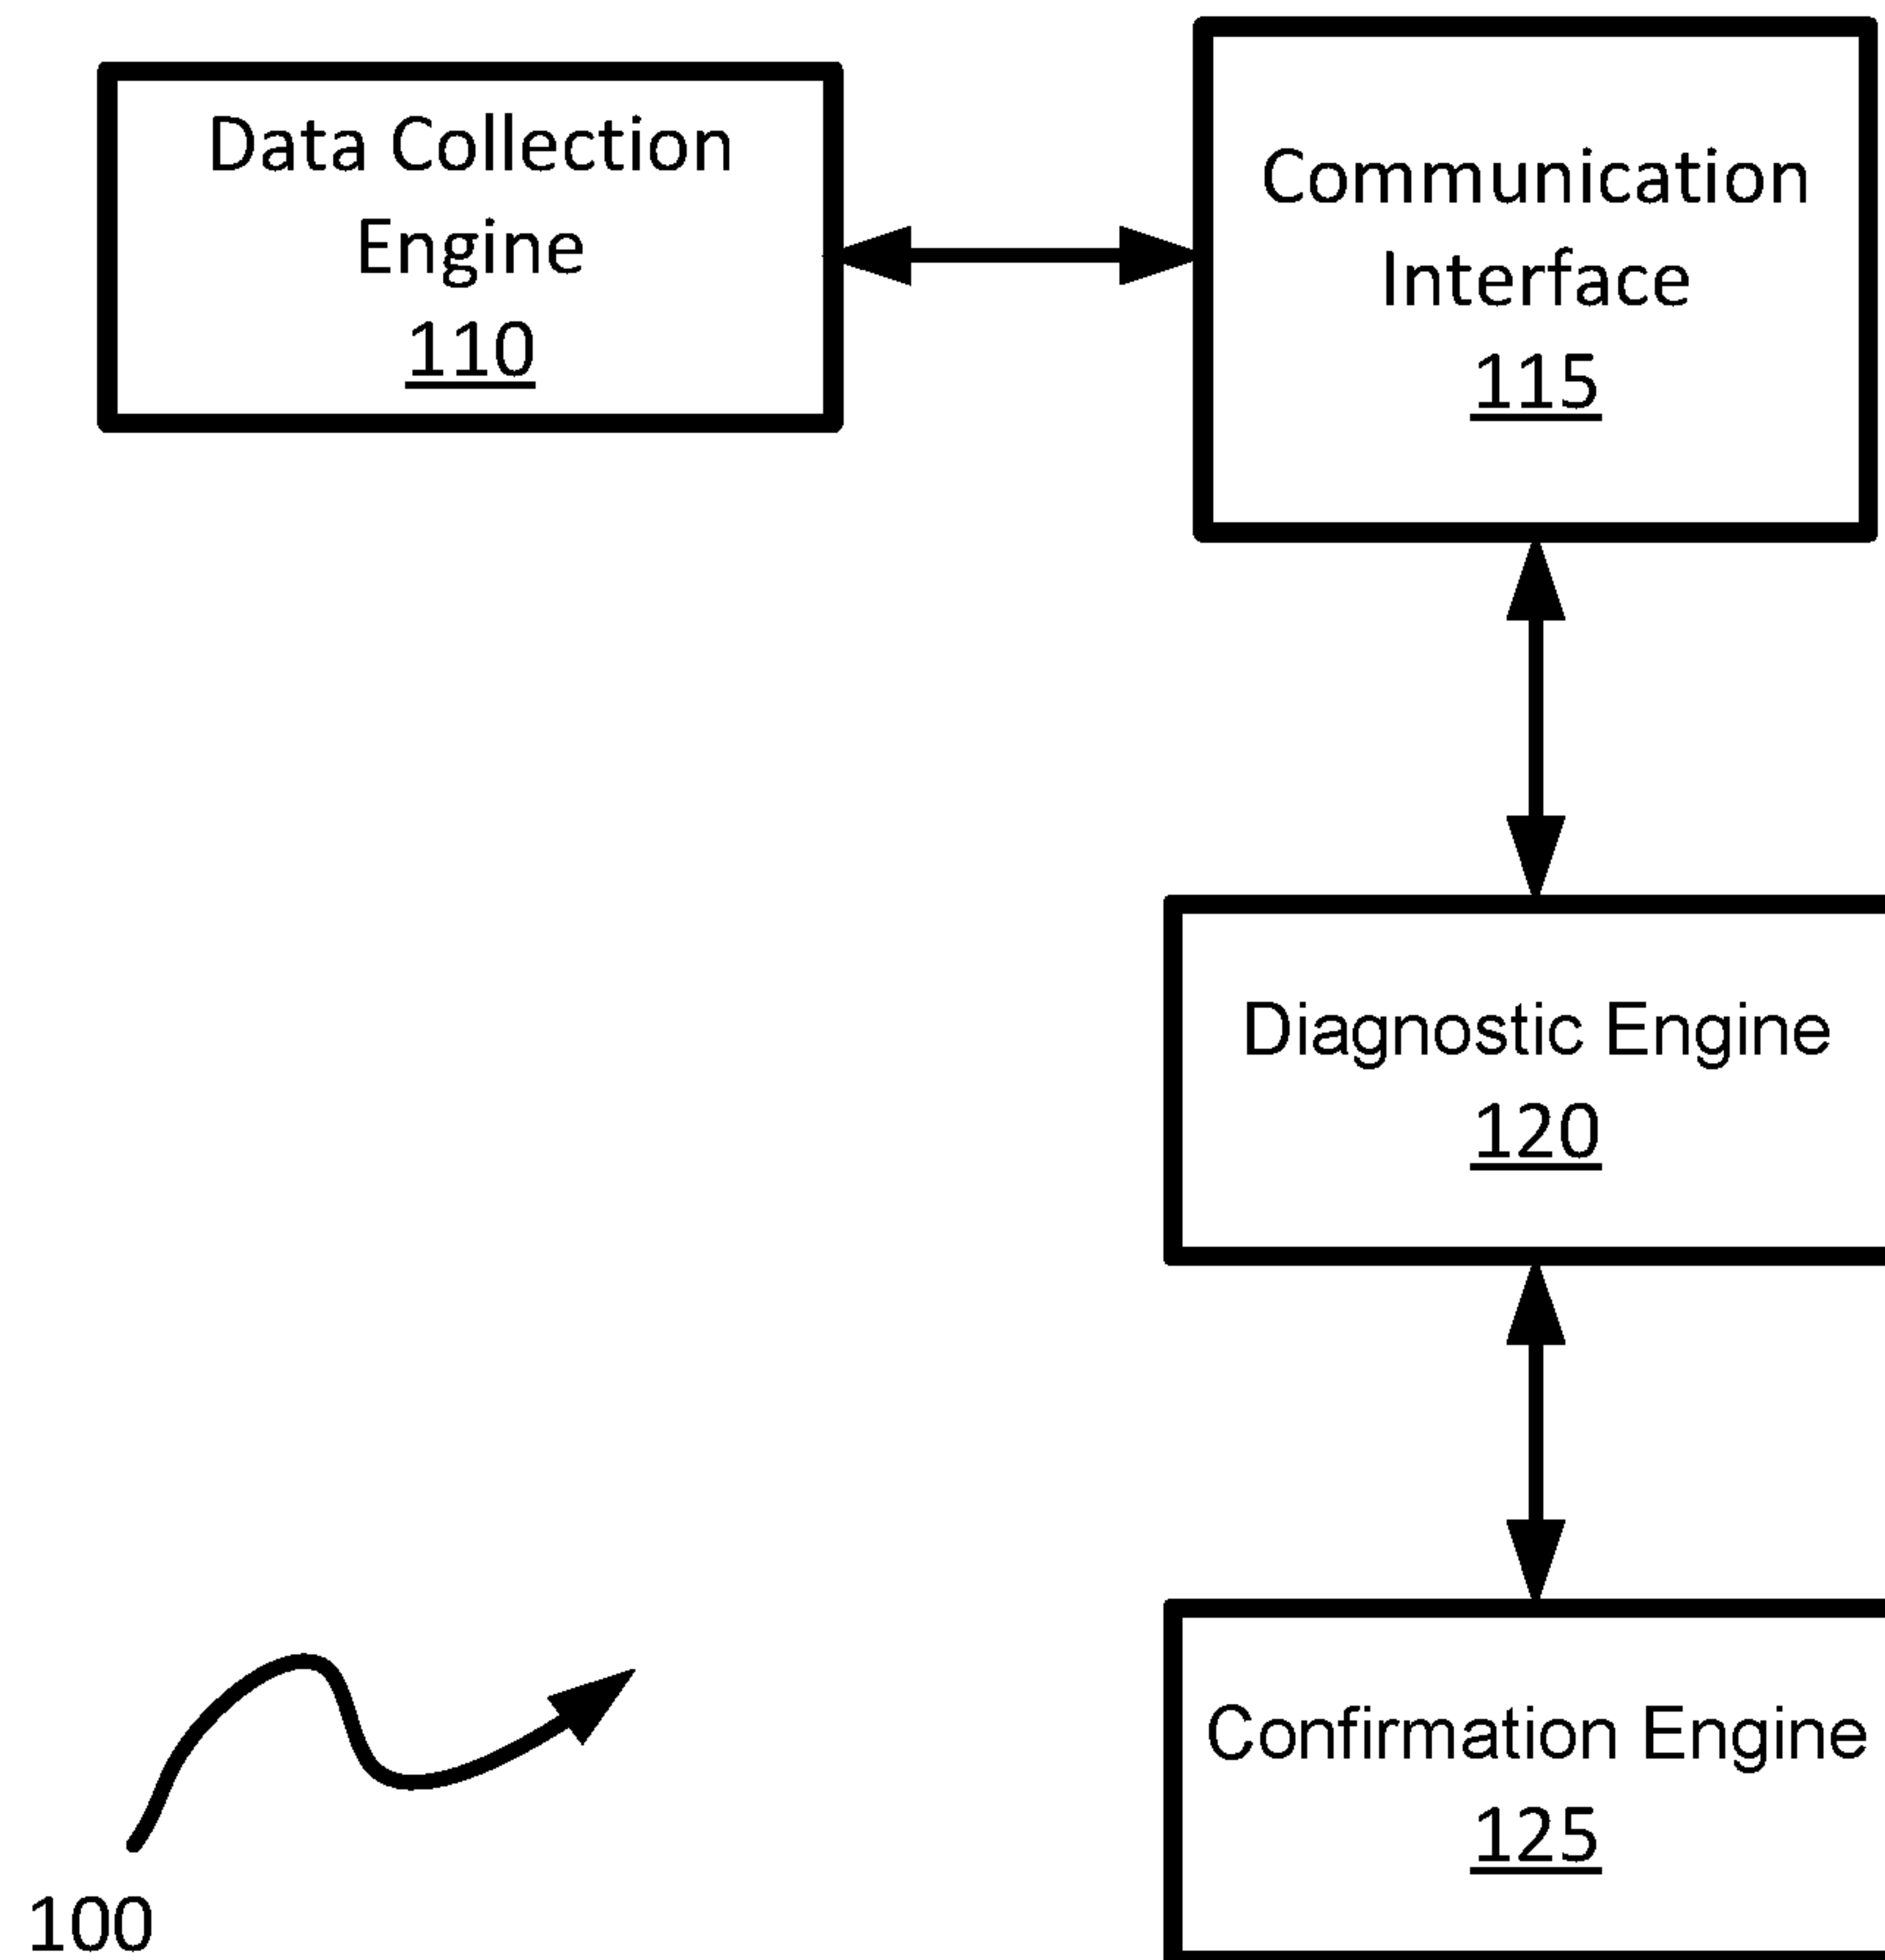 Data Collection
Engine
110
Communication
Interface
115
Diagnostic Engine
120
Confirmation Engine
125
100